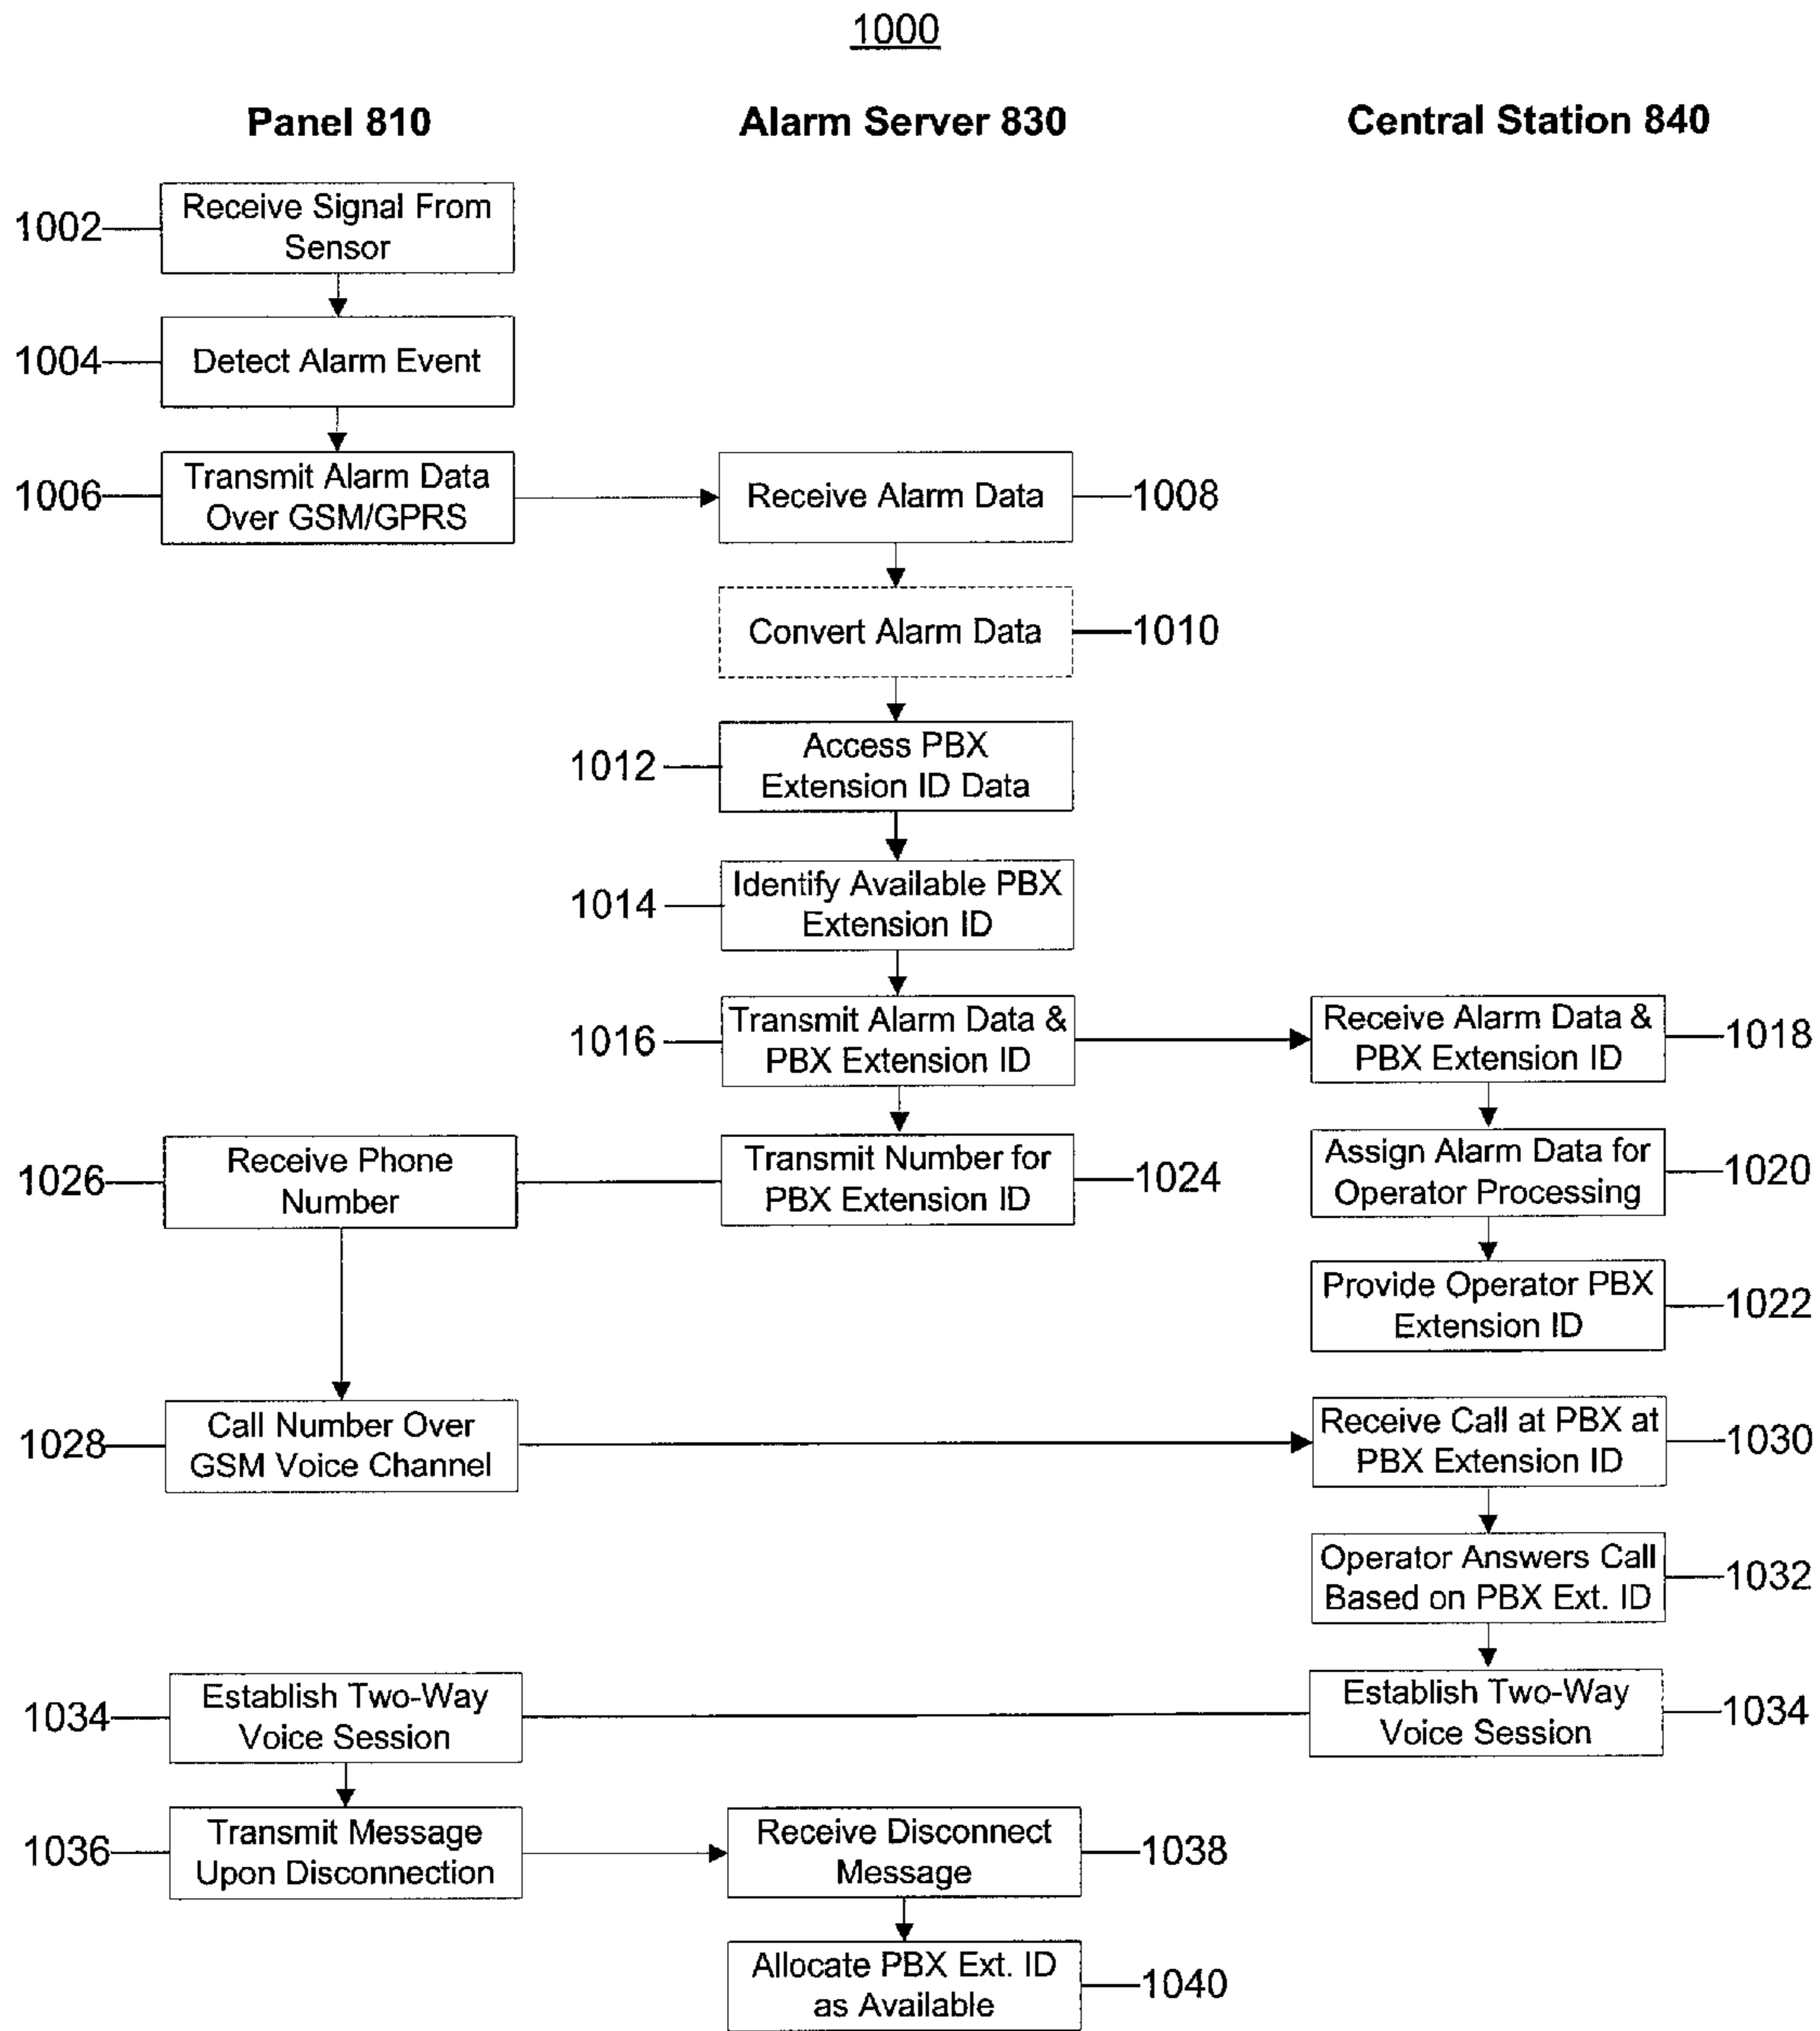 1000
Panel 810
Alarm Server 830
Central Station 840
1002
Receive Signal From
Sensor
1004
Detect Alarm Event
1006
Transmit Alarm Data
Over GSM/GPRS
Receive Alarm Data
1008
Convert Alarm Data
1010
1012
Access PBX
Extension ID Data
1014
Identify Available PBX
Extension ID
1016
Transmit Alarm Data &
PBX Extension ID
Receive Alarm Data &
PBX Extension ID
1018
1026
Receive Phone
Number
Transmit Number for
PBX Extension ID
1024
Assign Alarm Data for
Operator Processing
1020
Provide Operator PBX
Extension ID
1022
1028
Call Number Over
GSM Voice Channel
Receive Call at PBX at
PBX Extension ID
1030
Operator Answers Call
Based on PBX Ext. ID
1032
1034
Establish Two-Way
Voice Session
Establish Two-Way
Voice Session
1034
1036
Transmit Message
Upon Disconnection
Receive Disconnect
Message
1038
Allocate PBX Ext. ID
as Available
1040